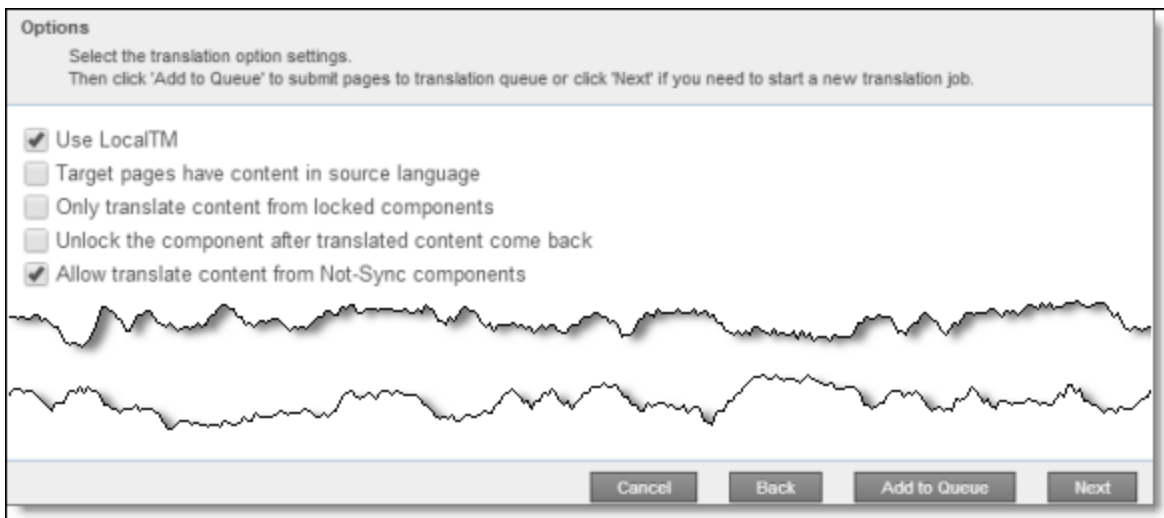 Options
Select the translation option settings.
Then click 'Add to Queue' to submit pages to translation queue or click 'Next' if you need to start a new translation job.
Use LocalTM
Target pages have content in source language
Only translate content from locked components
Unlock the component after translated content come back
Allow translate content from Not-Sync components
Cancel Back Add to Queue Next